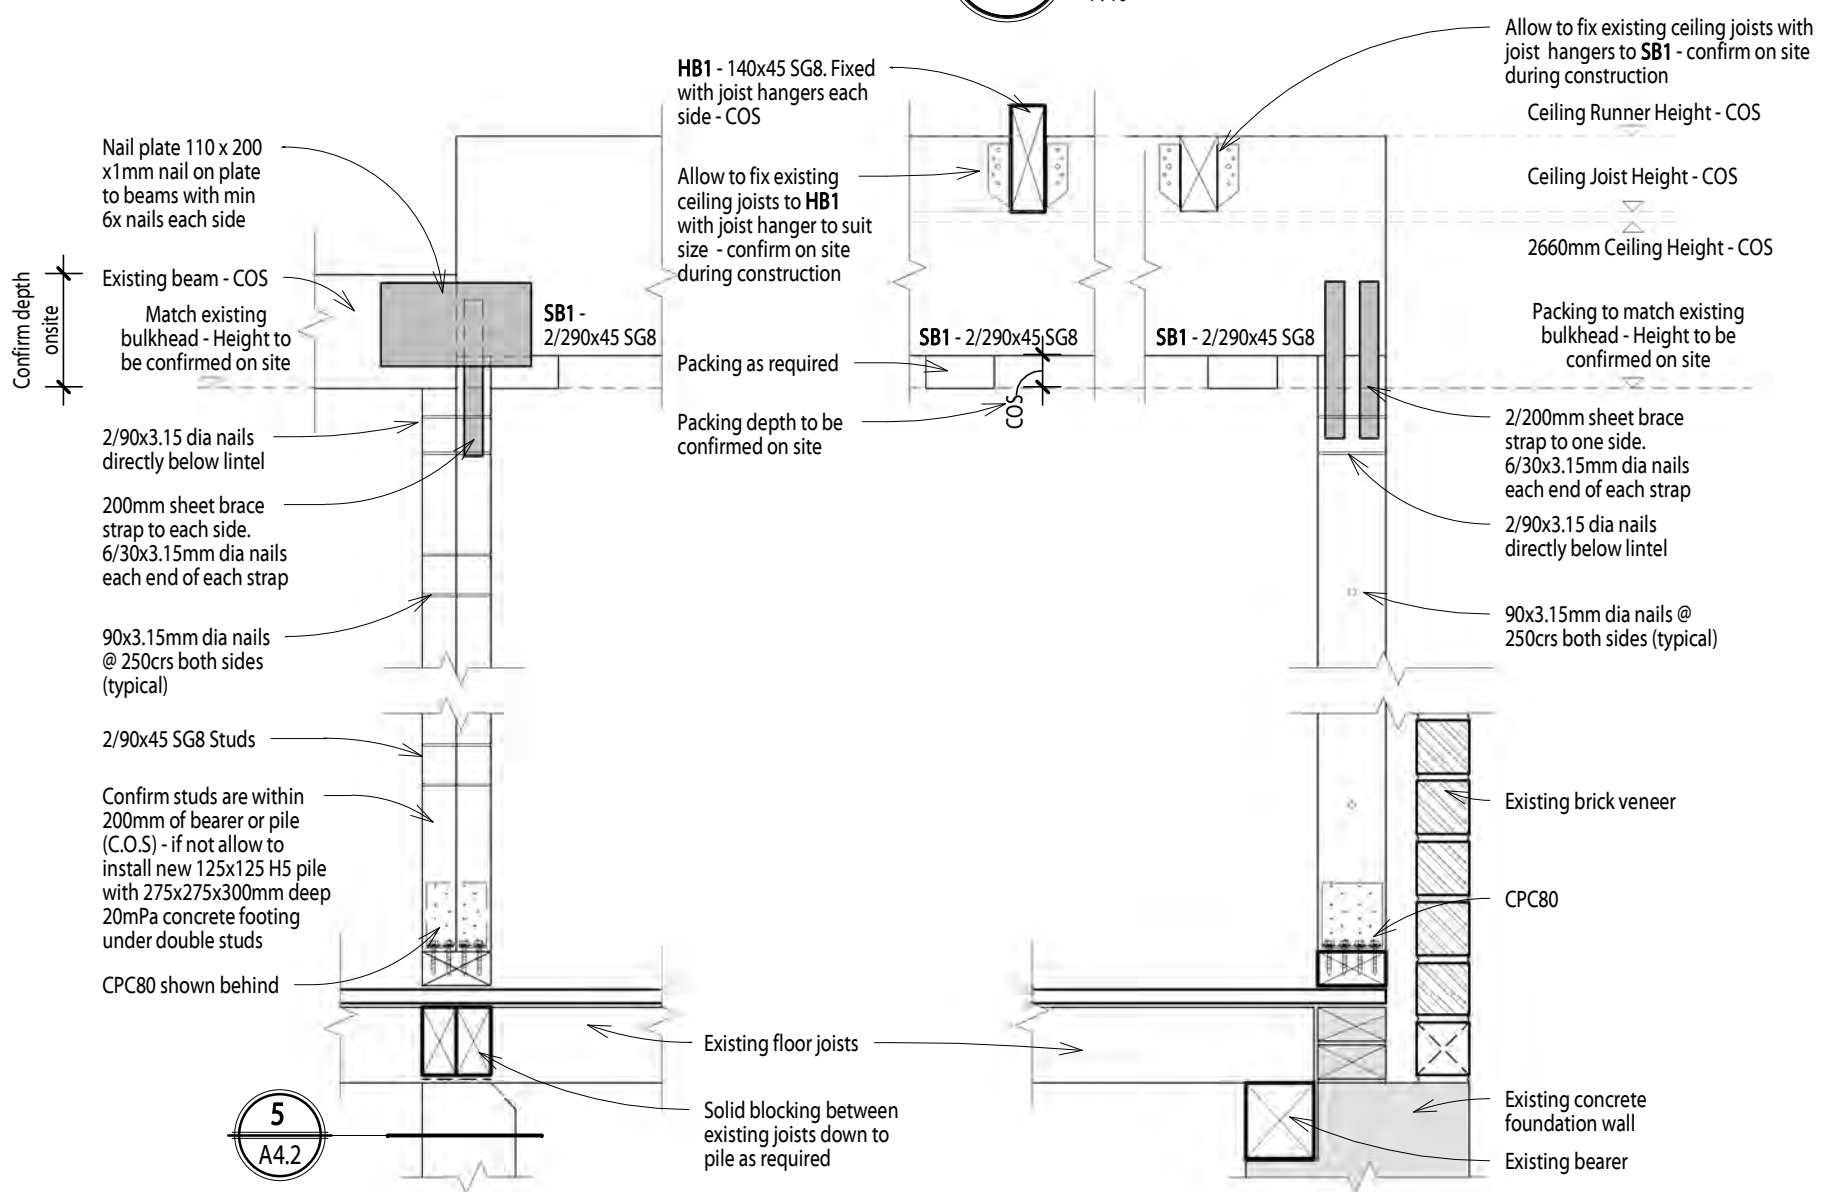 Allow to fix existing ceiling joists with
joist hangers to SB1 - confirm on site
during construction
HB1 - 140x45 SG8. Fixed
with joist hangers each
side - COS
Ceiling Runner Height - COS
Nail plate 110 x 200
x1mm nail on plate
to beams with min
6x nails each side
Allow to fix existing
ceiling joists to HB1
with joist hanger to suit
size - confirm on site
during construction
Ceiling Joist Height - COS
2660mm Ceiling Height - COS
Confirm depth
onsite
Existing beam - COS
Match existing
bulkhead - Height to
be confirmed on site
SB1 -
2/290x45 SG8
SB1 - 2/290x45 SG8
SB1 - 2/290x45 SG8
Packing to match existing
bulkhead - Height to be
confirmed on site
Packing as required
COS
Packing depth to be
confirmed on site
2/90x3.15 dia nails
directly below lintel
2/200mm sheet brace
strap to one side.
6/30x3.15mm dia nails
each end of each strap
200mm sheet brace
strap to each side.
6/30x3.15mm dia nails
each end of each strap
2/90x3.15 dia nails
directly below lintel
90x3.15mm dia nails
@ 250crs both sides
(typical)
90x3.15mm dia nails @
250crs both sides (typical)
2/90x45 SG8 Studs
Confirm studs are within
200mm of bearer or pile
(C.O.S) - if not allow to
install new 125x125 H5 pile
with 275x275x300mm deep
20mPa concrete footing
under double studs
Existing brick veneer
CPC80
CPC80 shown behind
Existing floor joists
Solid blocking between
existing joists down to
pile as required
Existing concrete
foundation wall
Existing bearer
5
A4.2